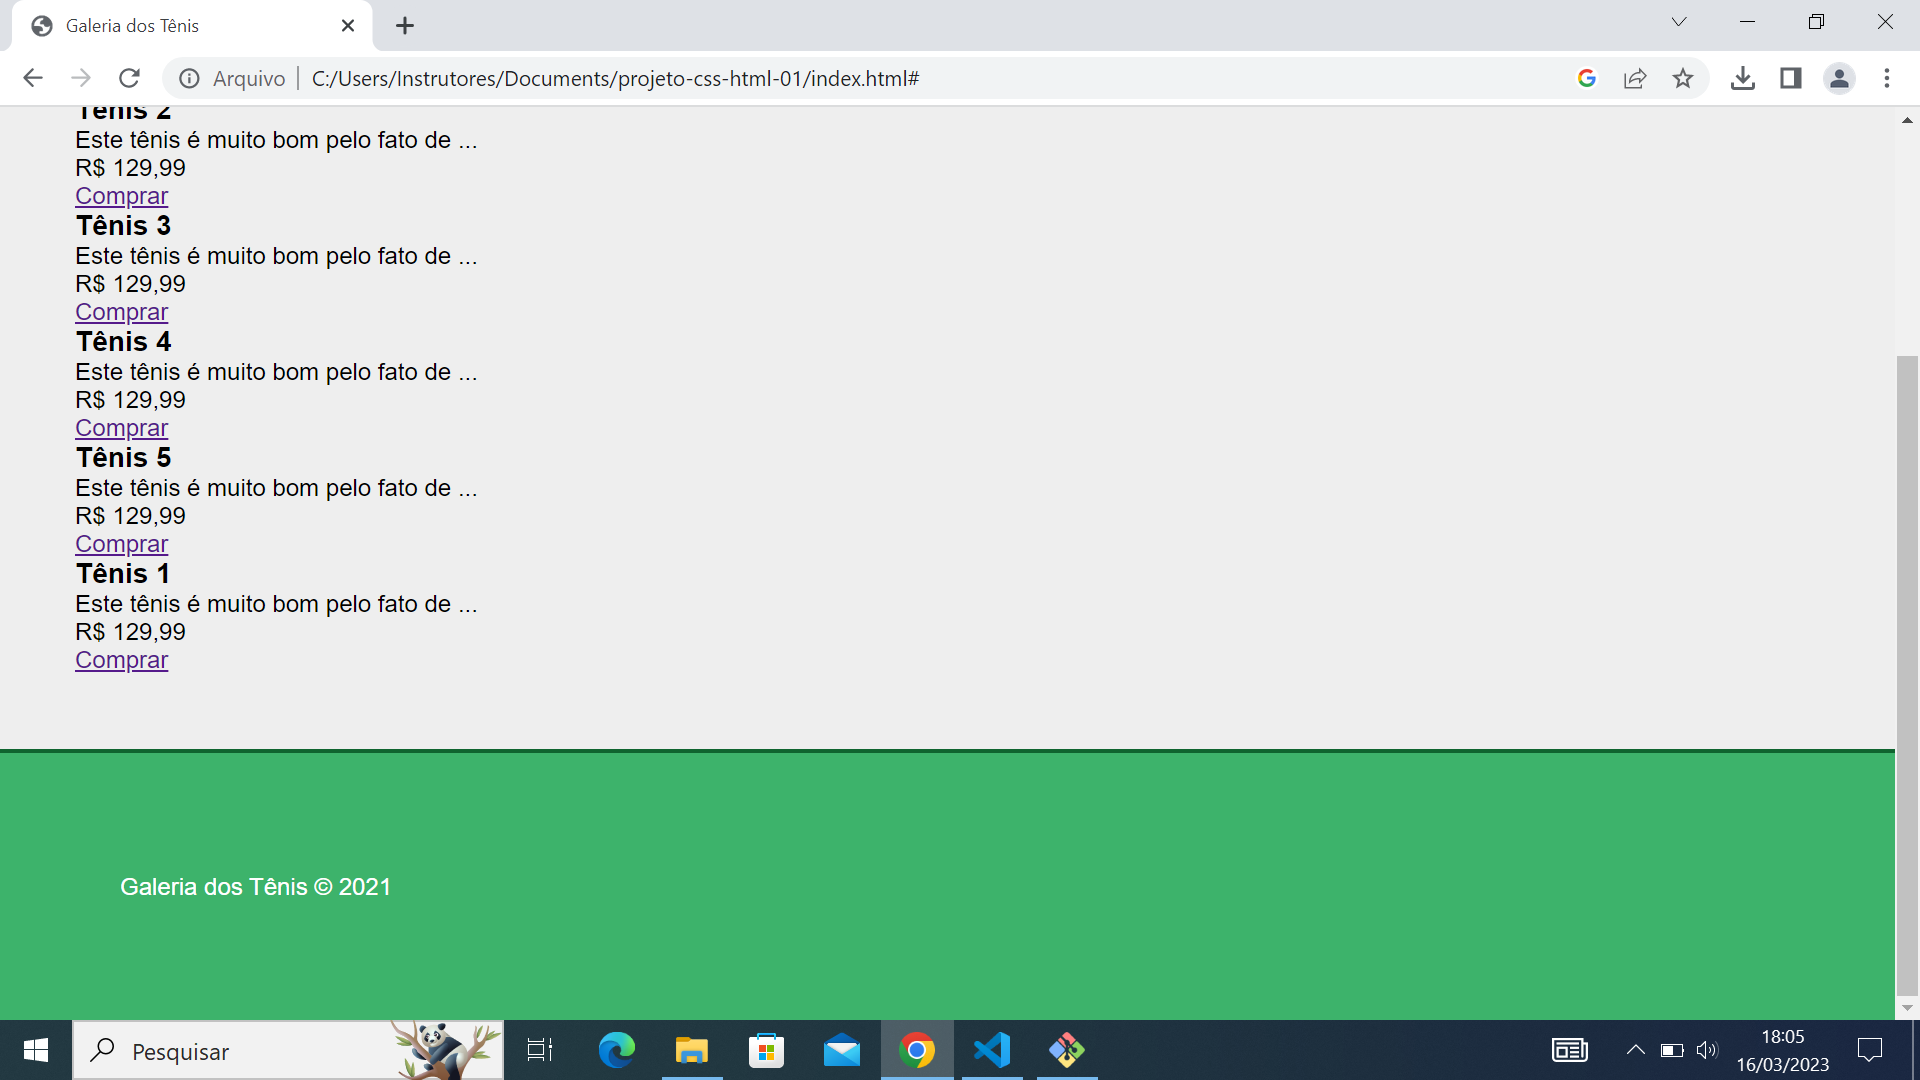 Galeria dos Tênis
Arquivo
C:/Users/Instrutores/Documents/projeto-css-html-01/index.html#
Tênis 2
Este tênis é muito bom pelo fato de ...
R$ 129,99
Comprar
Tênis 3
Este tênis é muito bom pelo fato de ...
R$ 129,99
Comprar
Tênis 4
Este tênis é muito bom pelo fato de ...
R$ 129,99
Comprar
Tênis 5
Este tênis é muito bom pelo fato de ...
R$ 129,99
Comprar
Tênis 1
Este tênis é muito bom pelo fato de ...
R$ 129,99
Comprar
Galeria dos Tênis © 2021
Pesquisar
18:05
16/03/2023